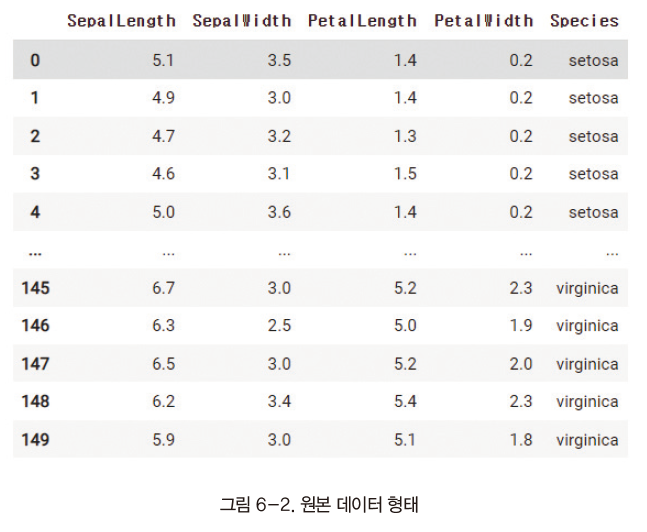 SepalLength SepalWidth PetalLength PetalWidth Species
0 5.1 3.5 1.4 0.2 setosa
1 4.9 3.0 1.4 0.2 setosa
2 4.7 3.2 1.3 0.2 setosa
3 4.6 3.1 1.5 0.2 setosa
4 5.0 3.6 1.4 0.2 setosa
... ... ... ... ... ...
145 6.7 3.0 5.2 2.3 virginica
146 6.3 2.5 5.0 1.9 virginica
147 6.5 3.0 5.2 2.0 virginica
148 6.2 3.4 5.4 2.3 virginica
149 5.9 3.0 5.1 1.8 virginica
그림 6-2. 원본 데이터 형태